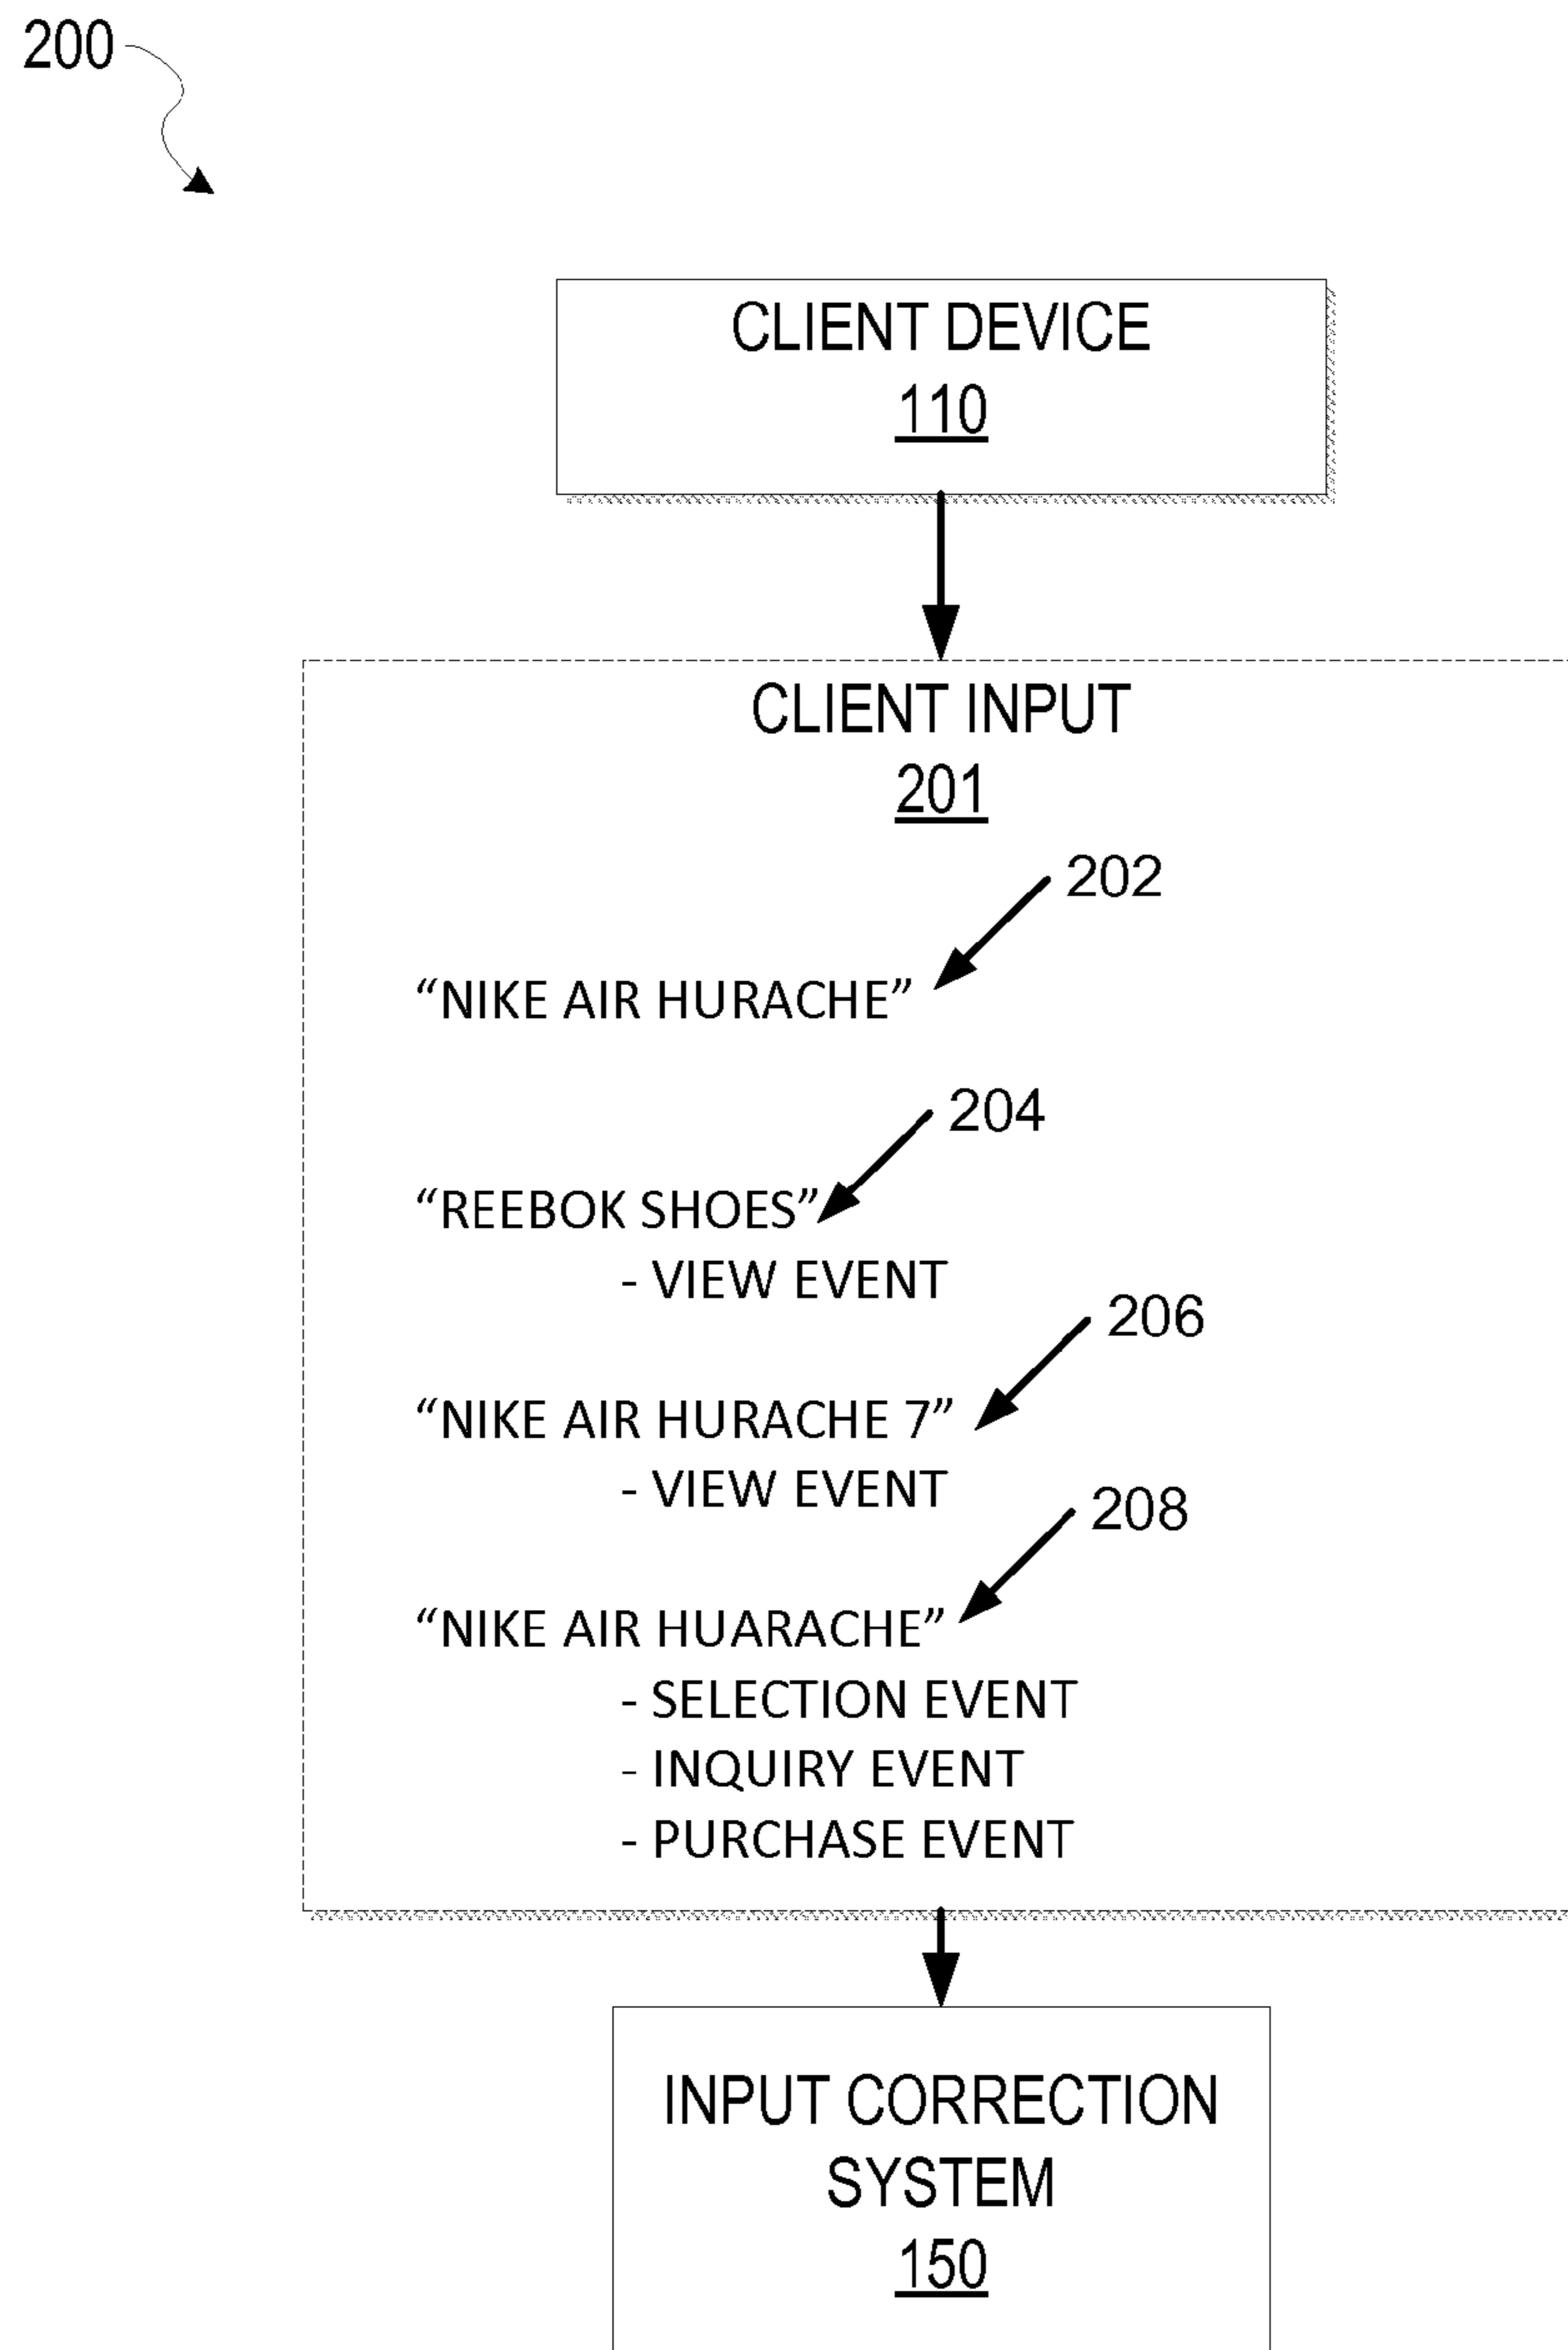 200
CLIENT DEVICE
110
CLIENT INPUT
201
202
“NIKE AIR HURACHE”
204
“REEBOK SHOES”
- VIEW EVENT
206
“NIKE AIR HURACHE 7”
- VIEW EVENT
208
“NIKE AIR HUARACHE”
- SELECTION EVENT
- INQUIRY EVENT
- PURCHASE EVENT
INPUT CORRECTION
SYSTEM
150